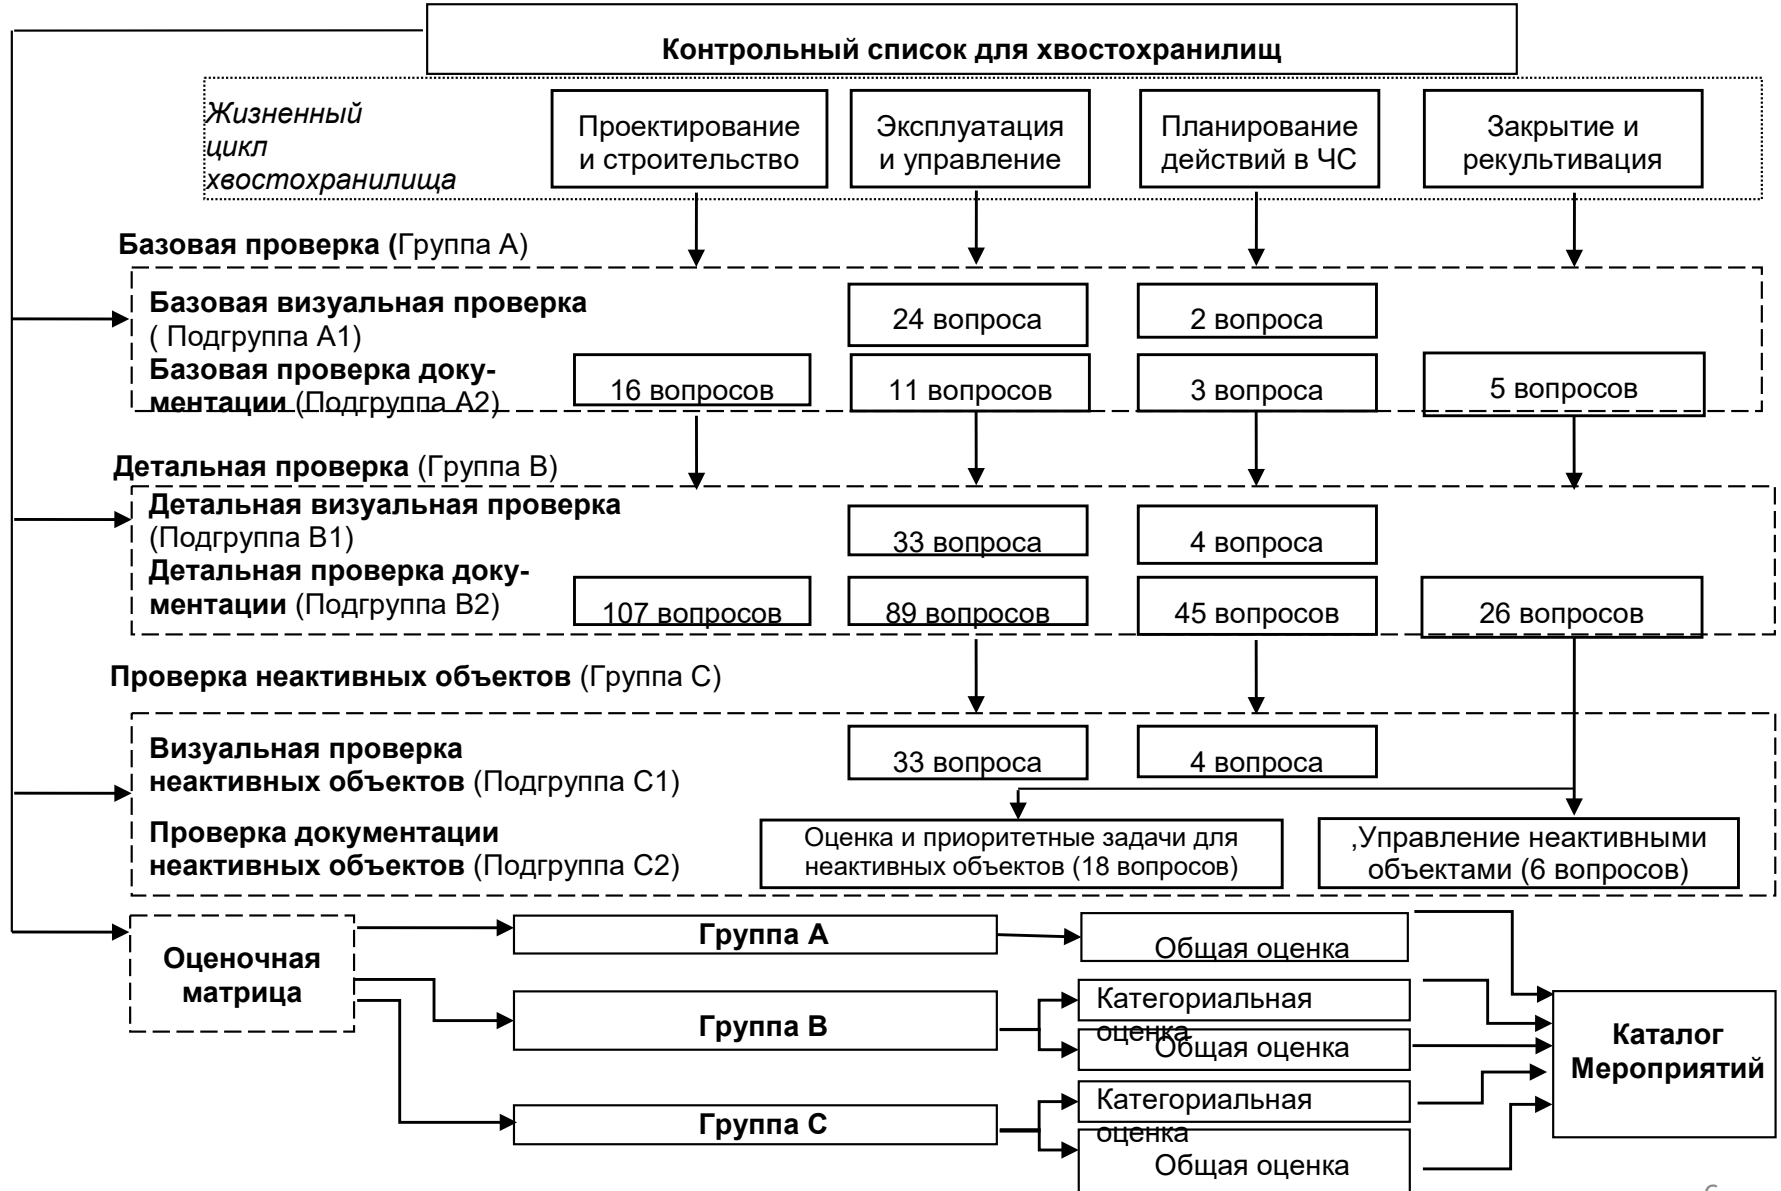 Контрольный список для хвостохранилищ
Жизненный
цикл
хвостохранилища
Проектирование
и строительство
Эксплуатация
и управление
Планирование
действий в ЧС
Закрытие и
рекультивация
Базовая проверка (Группа А)
Базовая визуальная проверка
( Подгруппа А1)
24 вопроса
2 вопроса
Базовая проверка доку-
ментации (Подгруппа А2)
16 вопросов
11 вопросов
3 вопроса
5 вопросов
Детальная проверка (Группа В)
Детальная визуальная проверка
(Подгруппа В1)
33 вопроса
4 вопроса
Детальная проверка доку-
ментации (Подгруппа В2)
107 вопросов
89 вопросов
45 вопросов
26 вопросов
Проверка неактивных объектов (Группа С)
Визуальная проверка
неактивных объектов (Подгруппа С1)
33 вопроса
4 вопроса
Проверка документации
неактивных объектов (Подгруппа С2)
Оценка и приоритетные задачи для
неактивных объектов (18 вопросов)
,Управление неактивными
объектами (6 вопросов)
Оценочная
матрица
Группа А
Общая оценка
Группа В
Категориальная
оценка
Общая оценка
Группа С
Категориальная
оценка
Общая оценка
Каталог
Мероприятий